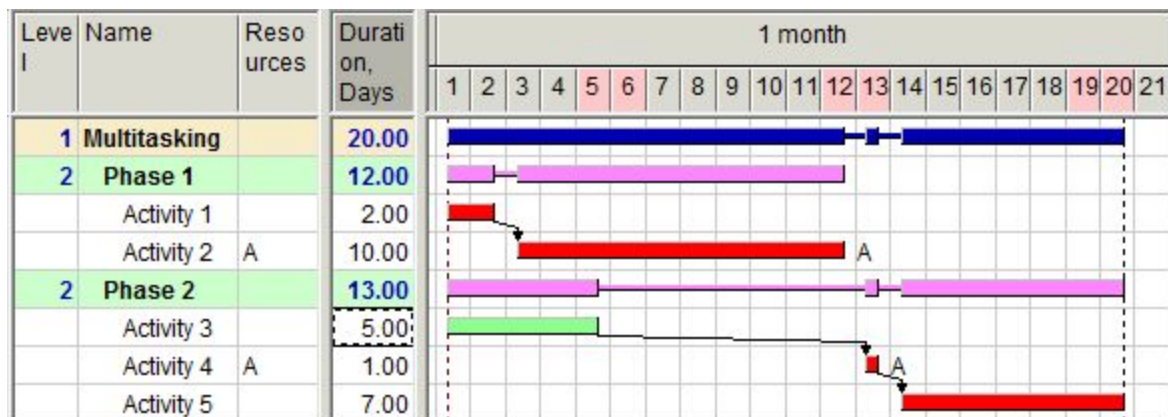 Leve Name Reso Durati 1 month
l urces on,
Days
1 2 3 4 5 6 7 8 9 10 11 12 13 14 15 16 17 18 19 20 21
1 Multitasking 20.00
2 Phase 1 12.00
Activity 1 2.00
Activity 2 A 10.00 A
2 Phase 2 13.00
Activity 3 5.00
Activity 4 A 1.00 A
Activity 5 7.00